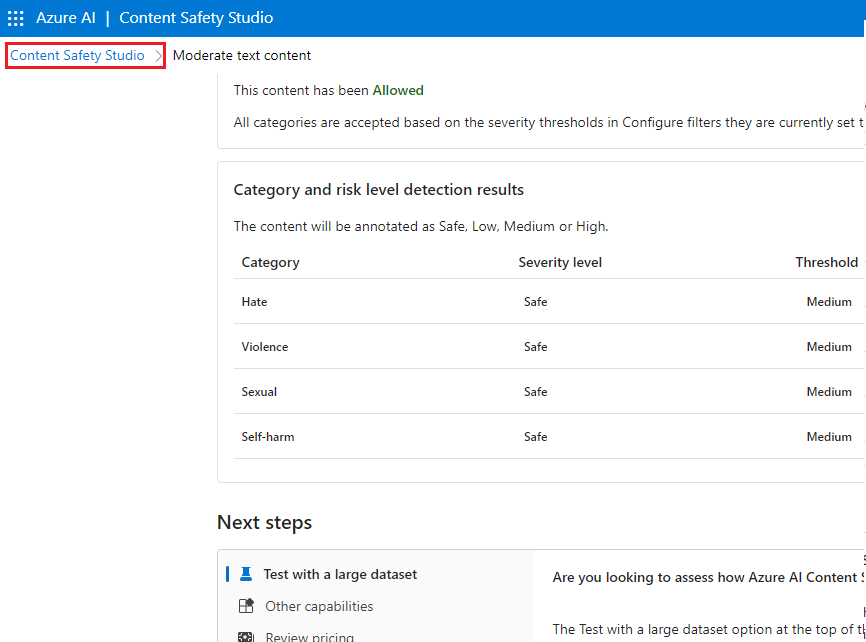 Azure AI | Content Safety Studio
Content Safety Studio > Moderate text content
This content has been Allowed
All categories are accepted based on the severity thresholds in Configure filters they are currently set t
Category and risk level detection results
The content will be annotated as Safe, Low, Medium or High.
Category Severity level Threshold
Hate Safe Medium
Violence Safe Medium
Sexual Safe Medium
Self-harm Safe Medium
Next steps
Test with a large dataset
Are you looking to assess how Azure AI Content S
Other capabilities
The Test with a large dataset option at the top of
Review pricing